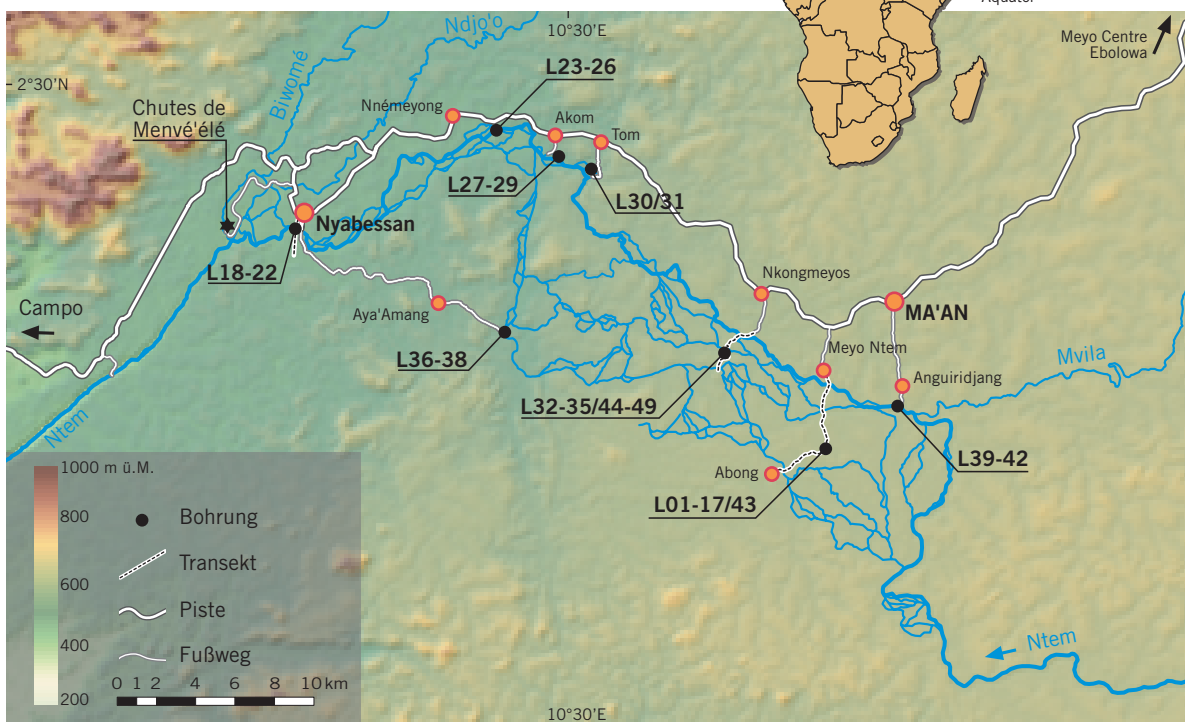 Äquator
10°30'E
Ndjo'o
Meyo Centre
Ebolowa
2°30'N
Biwomé
L23-26
Chutes de
Menvé'élé
Nnémeyong
Akom
Tom
L27-29
L30/31
Nyabessan
L18-22
Nkongmeyos
Campo
Aya'Amang
MA'AN
L36-38
Meyo Ntem
Mvila
Anguiridjang
L32-35/44-49
Ntem
L39-42
Abong
L01-17/43
1000 m ü.M.
800
600
400
200
Bohrung
Transekt
Piste
Fußweg
0 1 2 4 6 8 10 km
Ntem
10°30'E